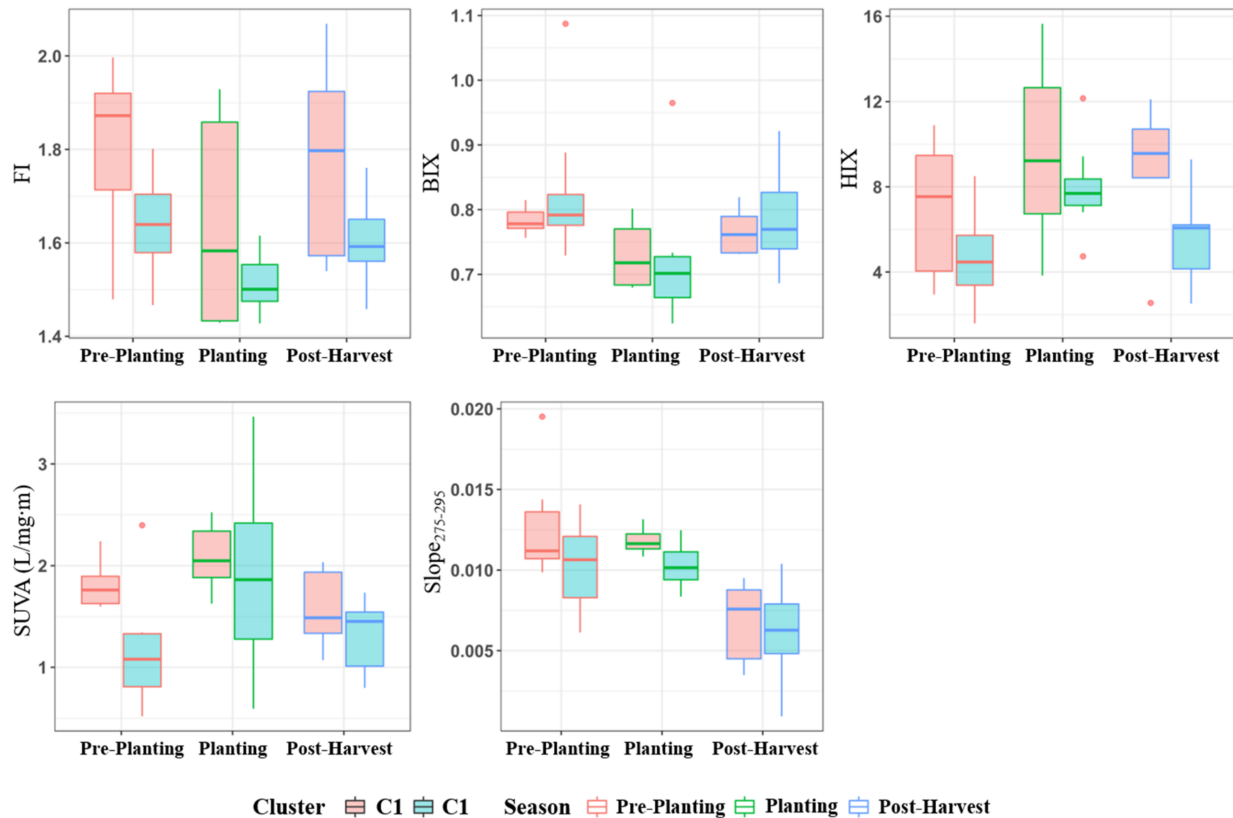 FI
2.0
1.8
1.6
1.4
Pre-Planting Planting Post-Harvest
BIX
1.1
1.0
0.9
0.8
0.7
Pre-Planting Planting Post-Harvest
HIX
16
12
8
4
Pre-Planting Planting Post-Harvest
SUVA (L/mg·m)
3
2
1
Pre-Planting Planting Post-Harvest
Slope275-295
0.020
0.015
0.010
0.005
Pre-Planting Planting Post-Harvest
Cluster C1 C1 Season Pre-Planting Planting Post-Harvest